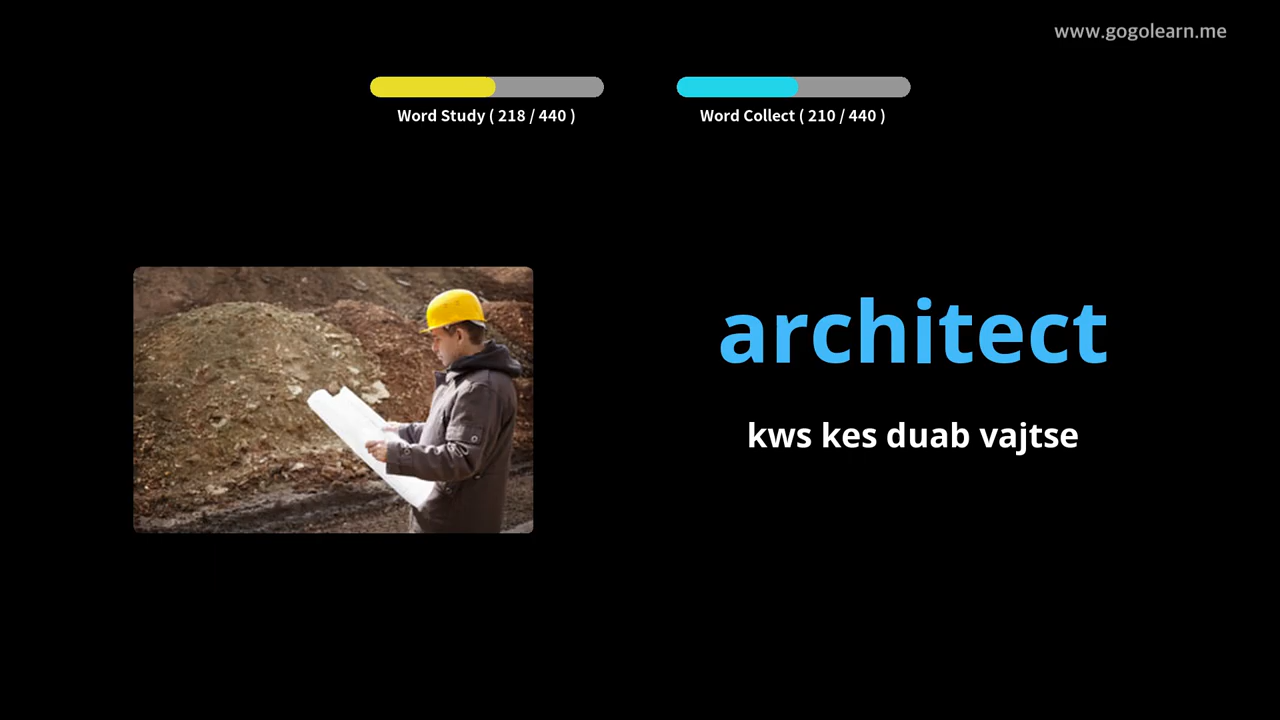 www.gogolearn.me
Word Study ( 218 / 440 )
Word Collect ( 210 / 440 )
architect
kws kes duab vajtse